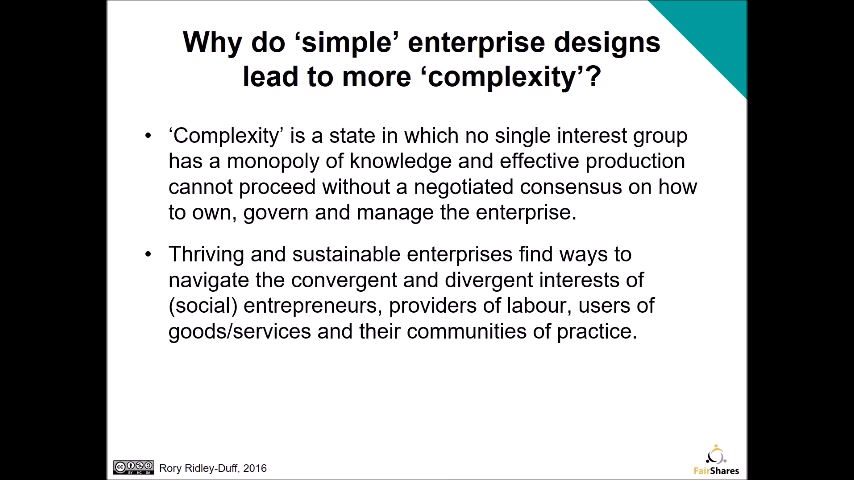 Why do ‘simple’ enterprise designs
lead to more ‘complexity’?
• ‘Complexity’ is a state in which no single interest group
has a monopoly of knowledge and effective production
cannot proceed without a negotiated consensus on how
to own, govern and manage the enterprise.
• Thriving and sustainable enterprises find ways to
navigate the convergent and divergent interests of
(social) entrepreneurs, providers of labour, users of
goods/services and their communities of practice.
Rory Ridley-Duff, 2016
FairShares